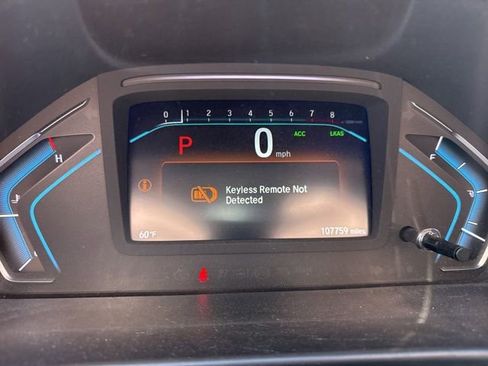 0 1 2 3 4 5 6 7 8
P 0 mph ACC LKAS
H
F
Keyless Remote Not
Detected
60°F
107759 miles